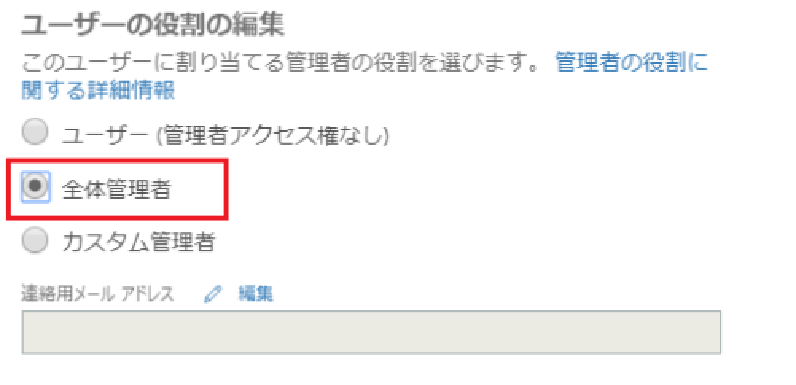 ユーザーの役割の編集
このユーザーに割り当てる管理者の役割を選びます。 管理者の役割に
関する詳細情報
ユーザー (管理者アクセス権なし)
全体管理者
カスタム管理者
連絡用メール アドレス 編集